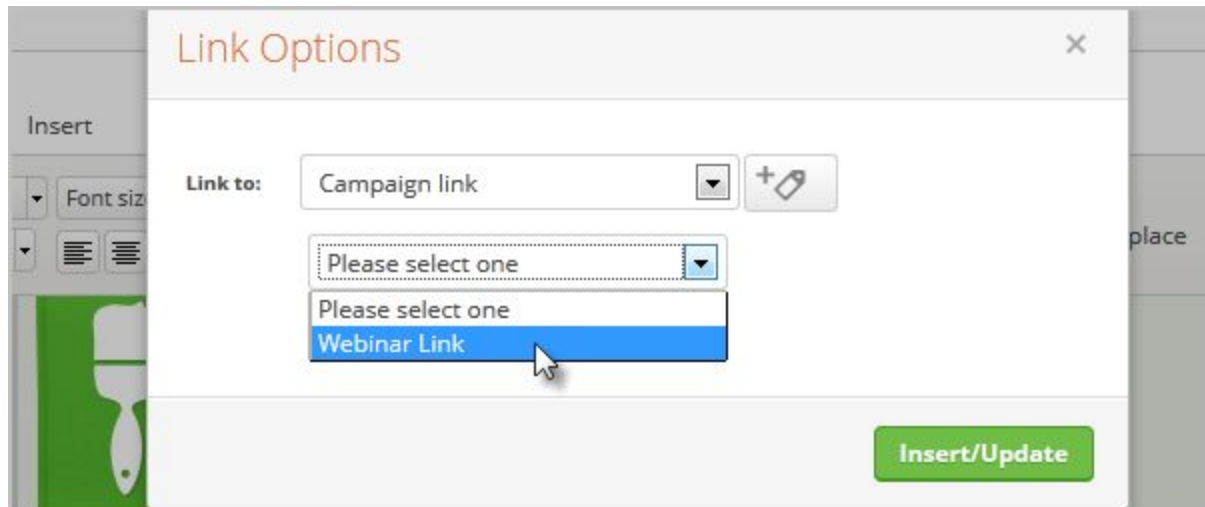 Link Options
Insert
Link to:
Campaign link
Font siz
Please select one
place
Please select one
Webinar Link
Insert/Update